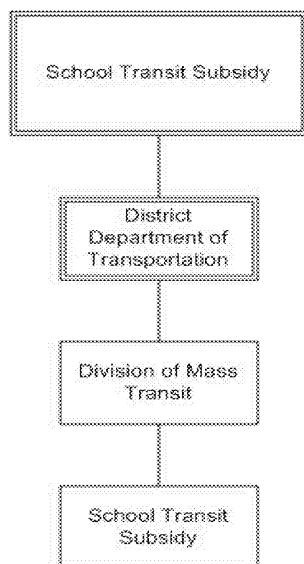 School Transit Subsidy
District
Department of
Transportation
Division of Mass
Transit
School Transit
Subsidy